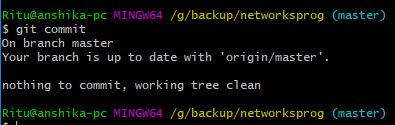 Ritu@anshika-pc MINGW64 /g/backup/networksprog (master)
$ git commit
On branch master
Your branch is up to date with 'origin/master'.
nothing to commit, working tree clean
Ritu@anshika-pc MINGW64 /g/backup/networksprog (master)
$